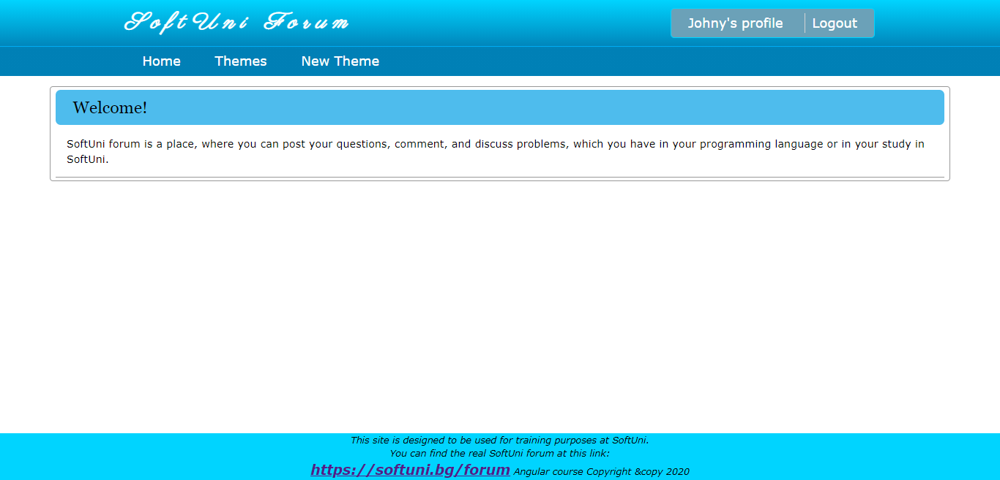 SoftUni Forum
Johny's profile Logout
Home Themes New Theme
Welcome!
SoftUni forum is a place, where you can post your questions, comment, and discuss problems, which you have in your programming language or in your study in
SoftUni.
This site is designed to be used for training purposes at SoftUni.
You can find the real SoftUni forum at this link:
https://softuni.bg/forum Angular course Copyright &copy 2020